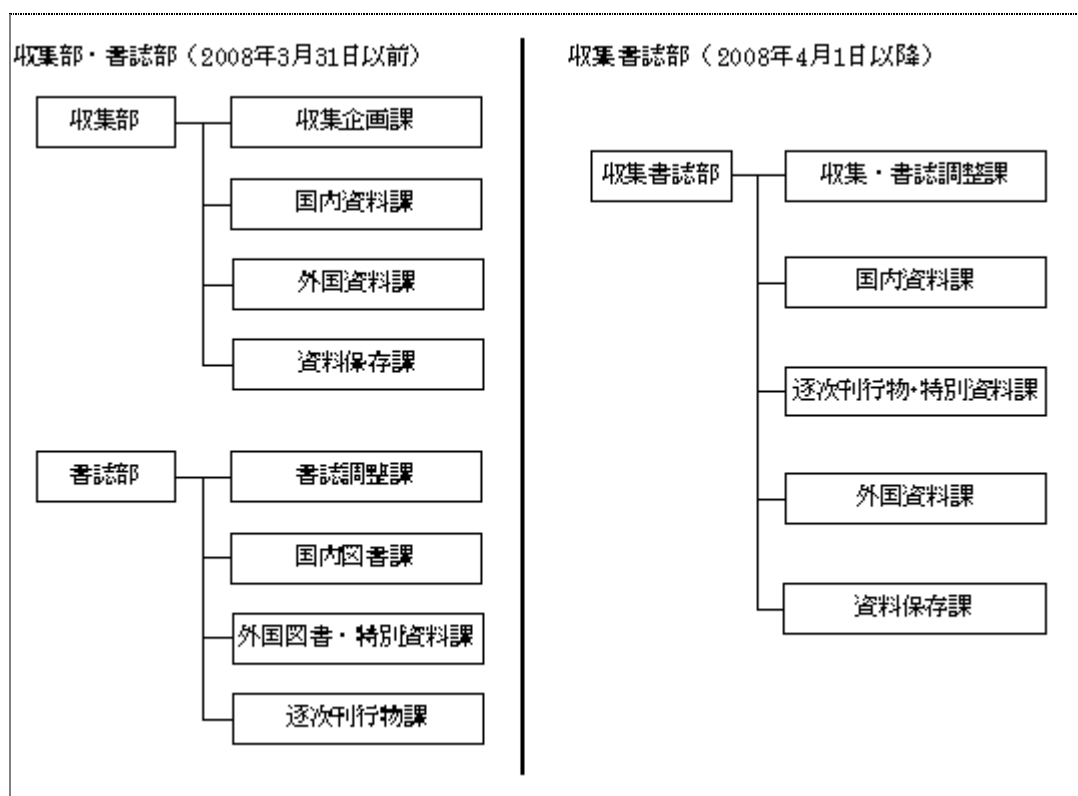 収集部・書誌部（2008年3月31日以前）
収集部
収集企画課
国内資料課
外国資料課
資料保存課
書誌部
書誌調整課
国内図書課
外国図書・特別資料課
逐次刊行物課
収集書誌部（2008年4月1日以降）
収集書誌部
収集・書誌調整課
国内資料課
逐次刊行物・特別資料課
外国資料課
資料保存課